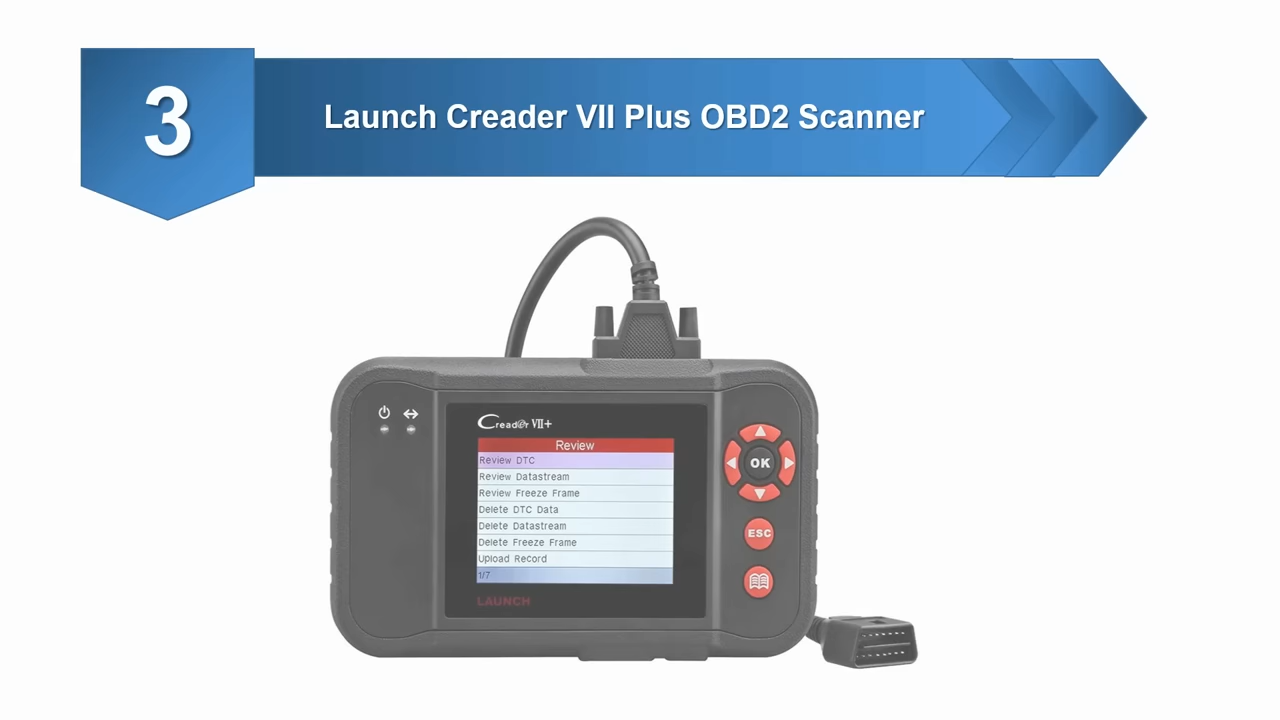 3
Launch Creader VII Plus OBD2 Scanner
Creader VII+
Review
Review DTC
Review Datastream
Review Freeze Frame
Delete DTC Data
Delete Datastream
Delete Freeze Frame
Upload Record
1/7
LAUNCH
OK
ESC